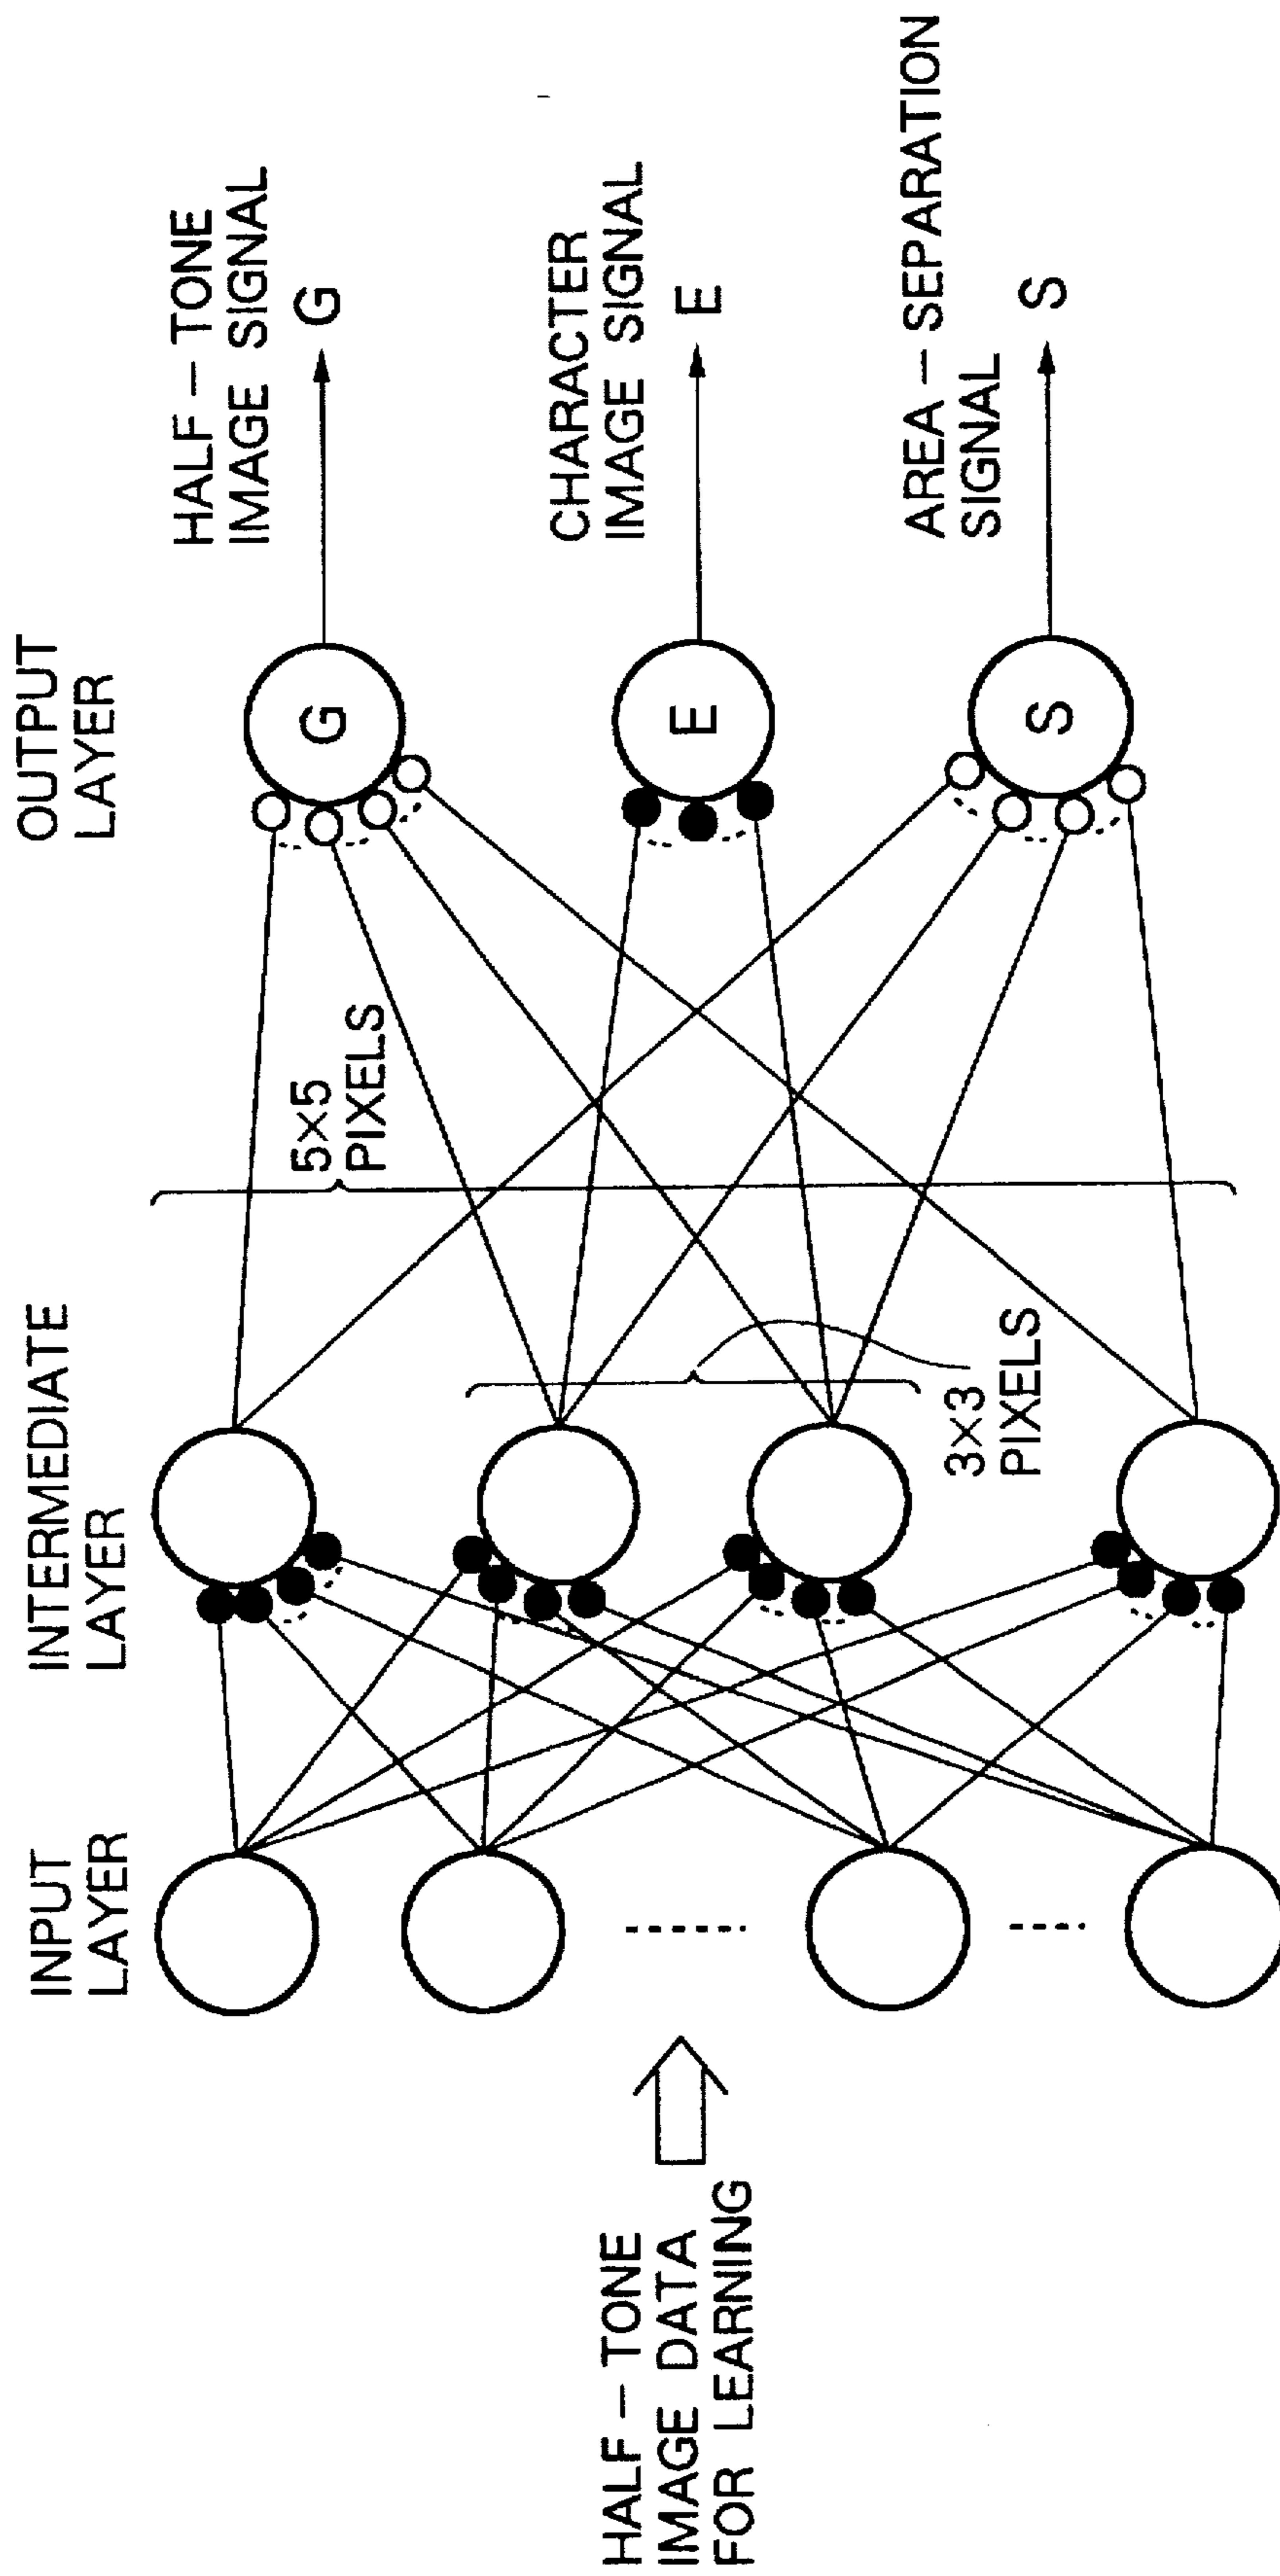 HALF – TONE
IMAGE DATA
FOR LEARNING
INPUT
LAYER
INTERMEDIATE
LAYER
OUTPUT
LAYER
5×5
PIXELS
3×3
PIXELS
G
E
S
HALF – TONE
IMAGE SIGNAL
G
CHARACTER
IMAGE SIGNAL
E
AREA – SEPARATION
SIGNAL
S